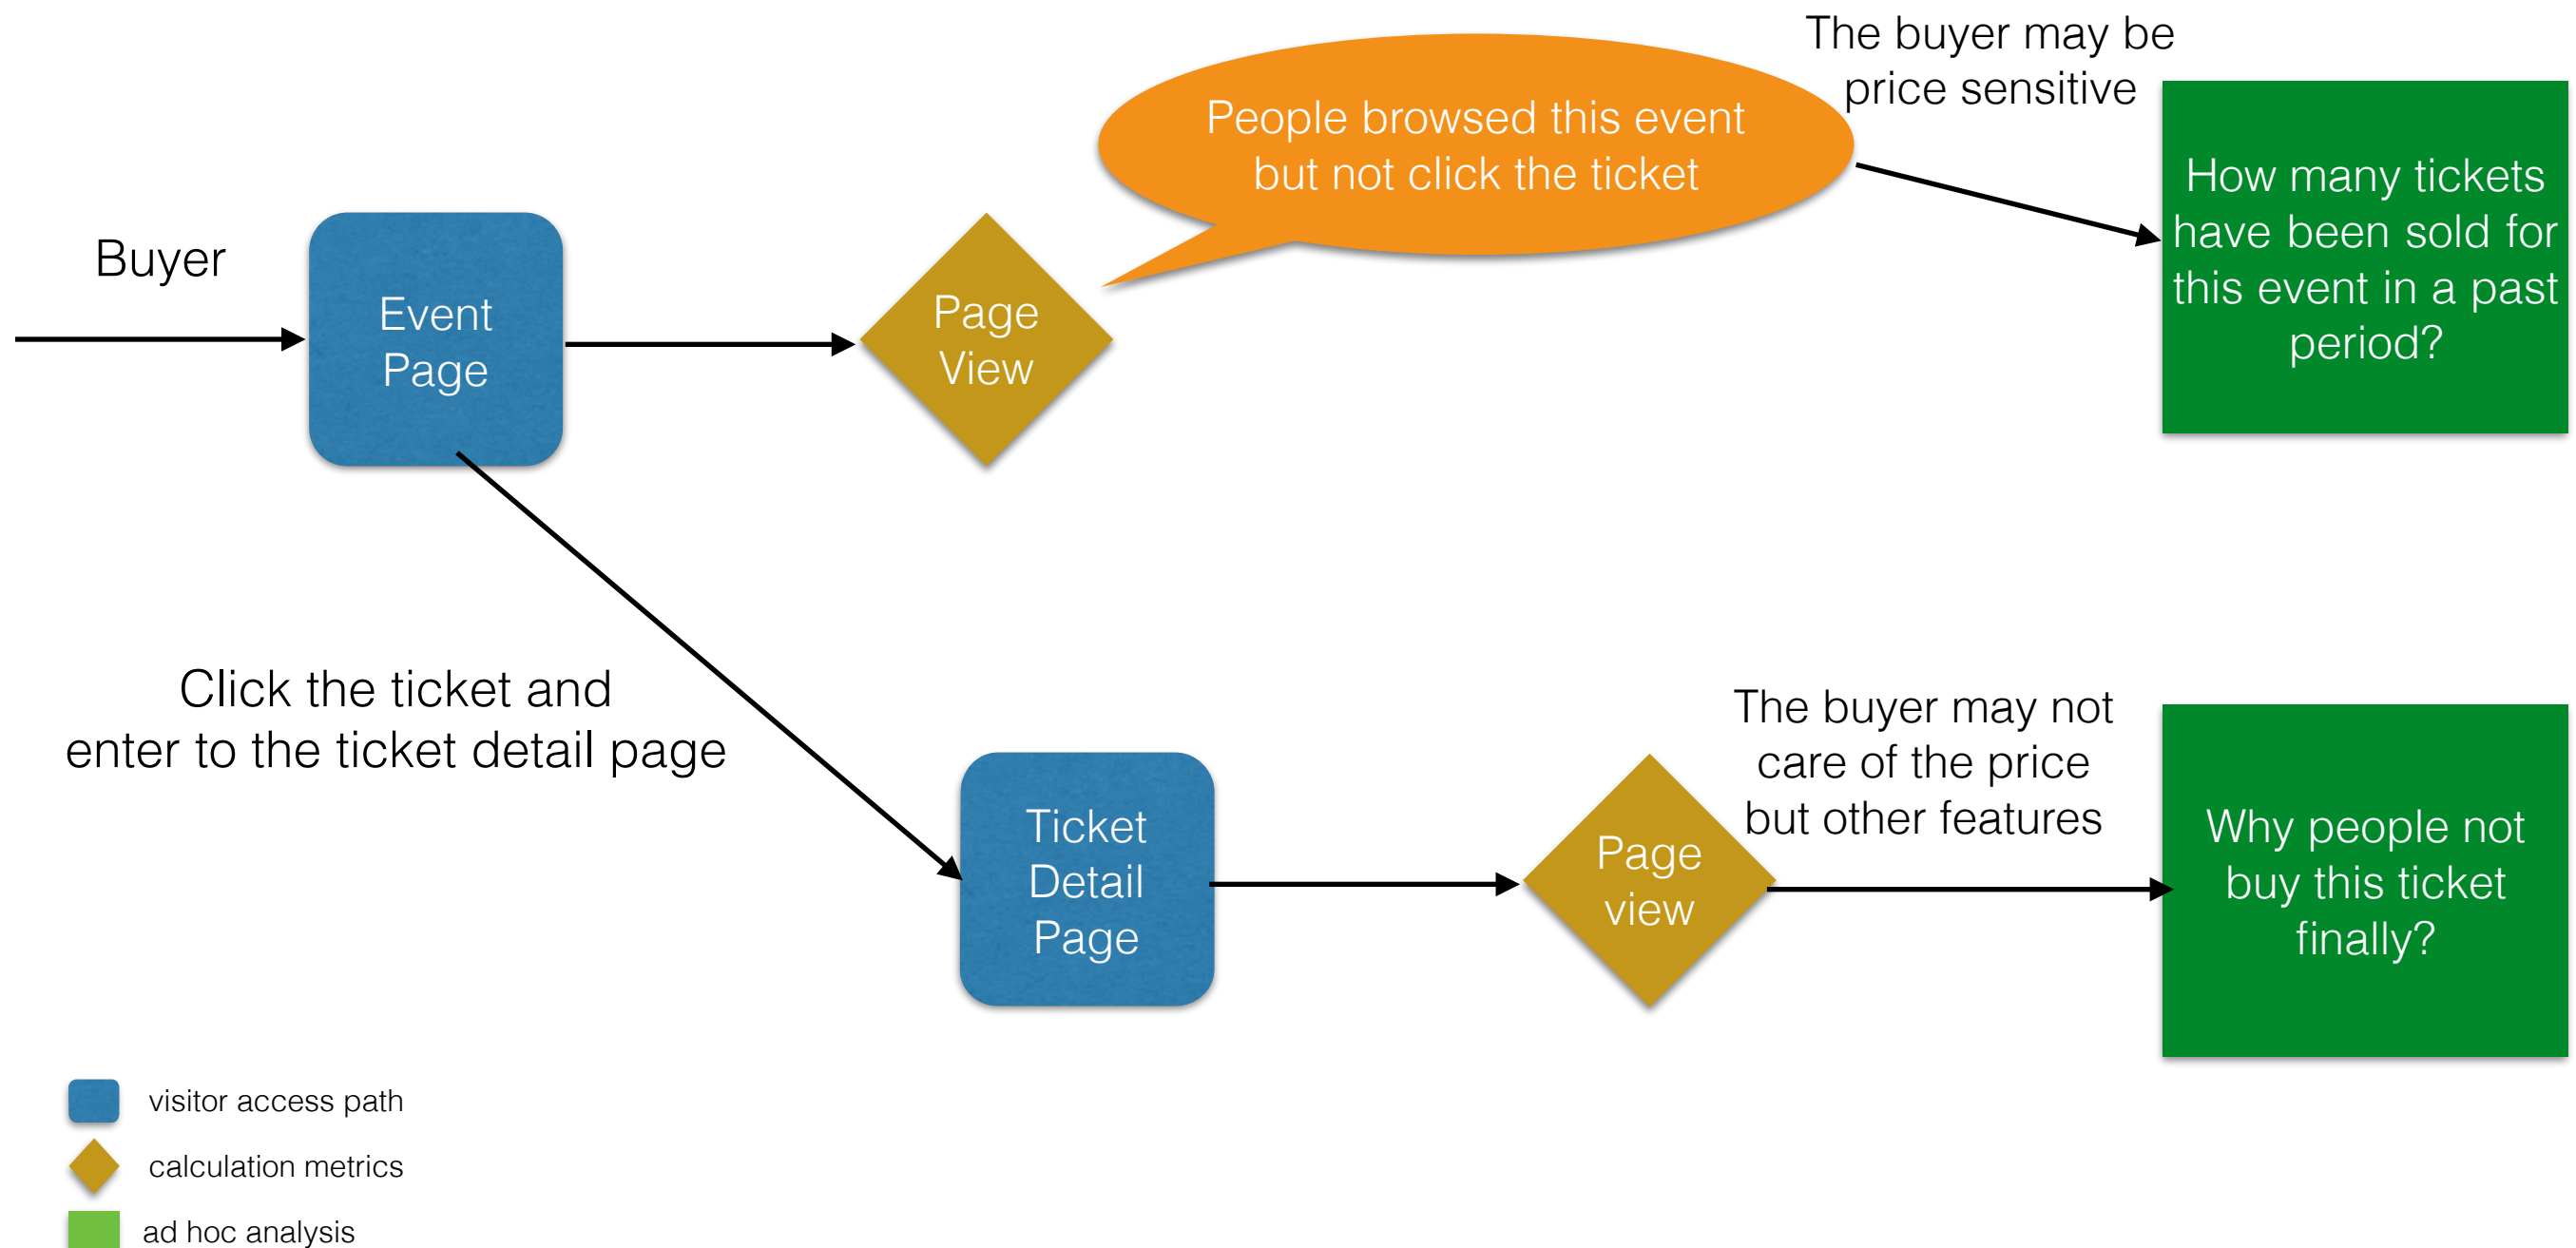 Buyer
Event
Page
Page
View
People browsed this event
but not click the ticket
The buyer may be
price sensitive
How many tickets
have been sold for
this event in a past
period?
Click the ticket and
enter to the ticket detail page
Ticket
Detail
Page
Page
view
The buyer may not
care of the price
but other features
Why people not
buy this ticket
finally?
visitor access path
calculation metrics
ad hoc analysis